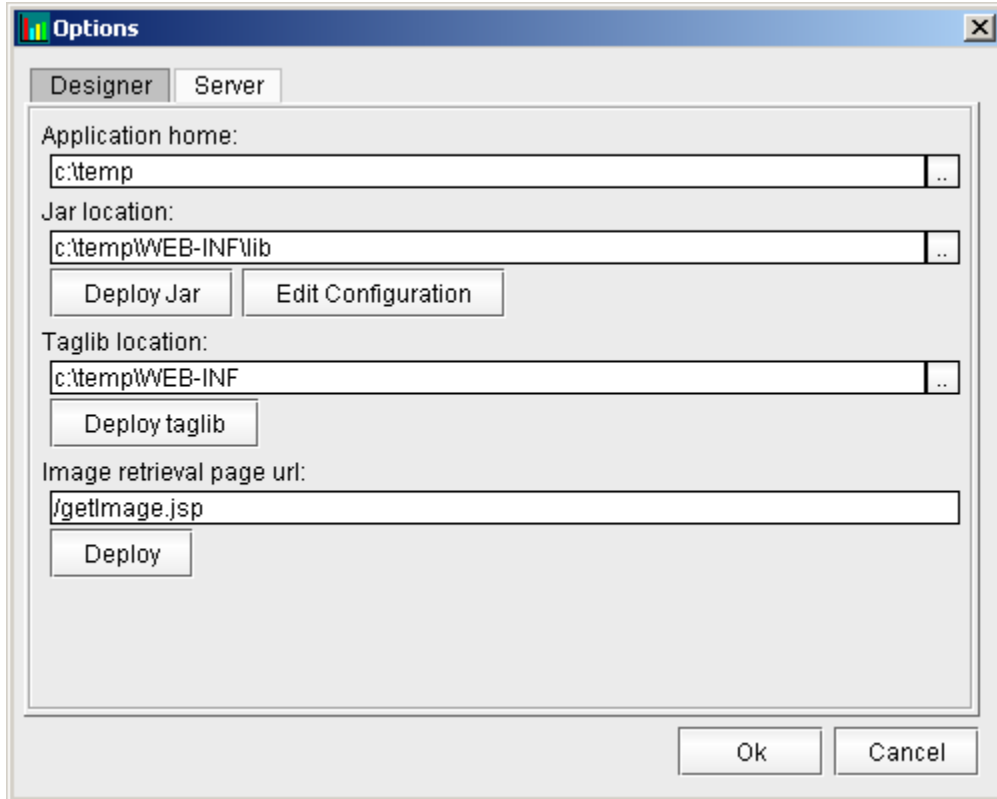 Options
Designer Server
Application home:
c:\temp
..
Jar location:
c:\temp\WEB-INF\lib
..
Deploy Jar Edit Configuration
Taglib location:
c:\temp\WEB-INF
..
Deploy taglib
Image retrieval page url:
/getImage.jsp
Deploy
Ok Cancel